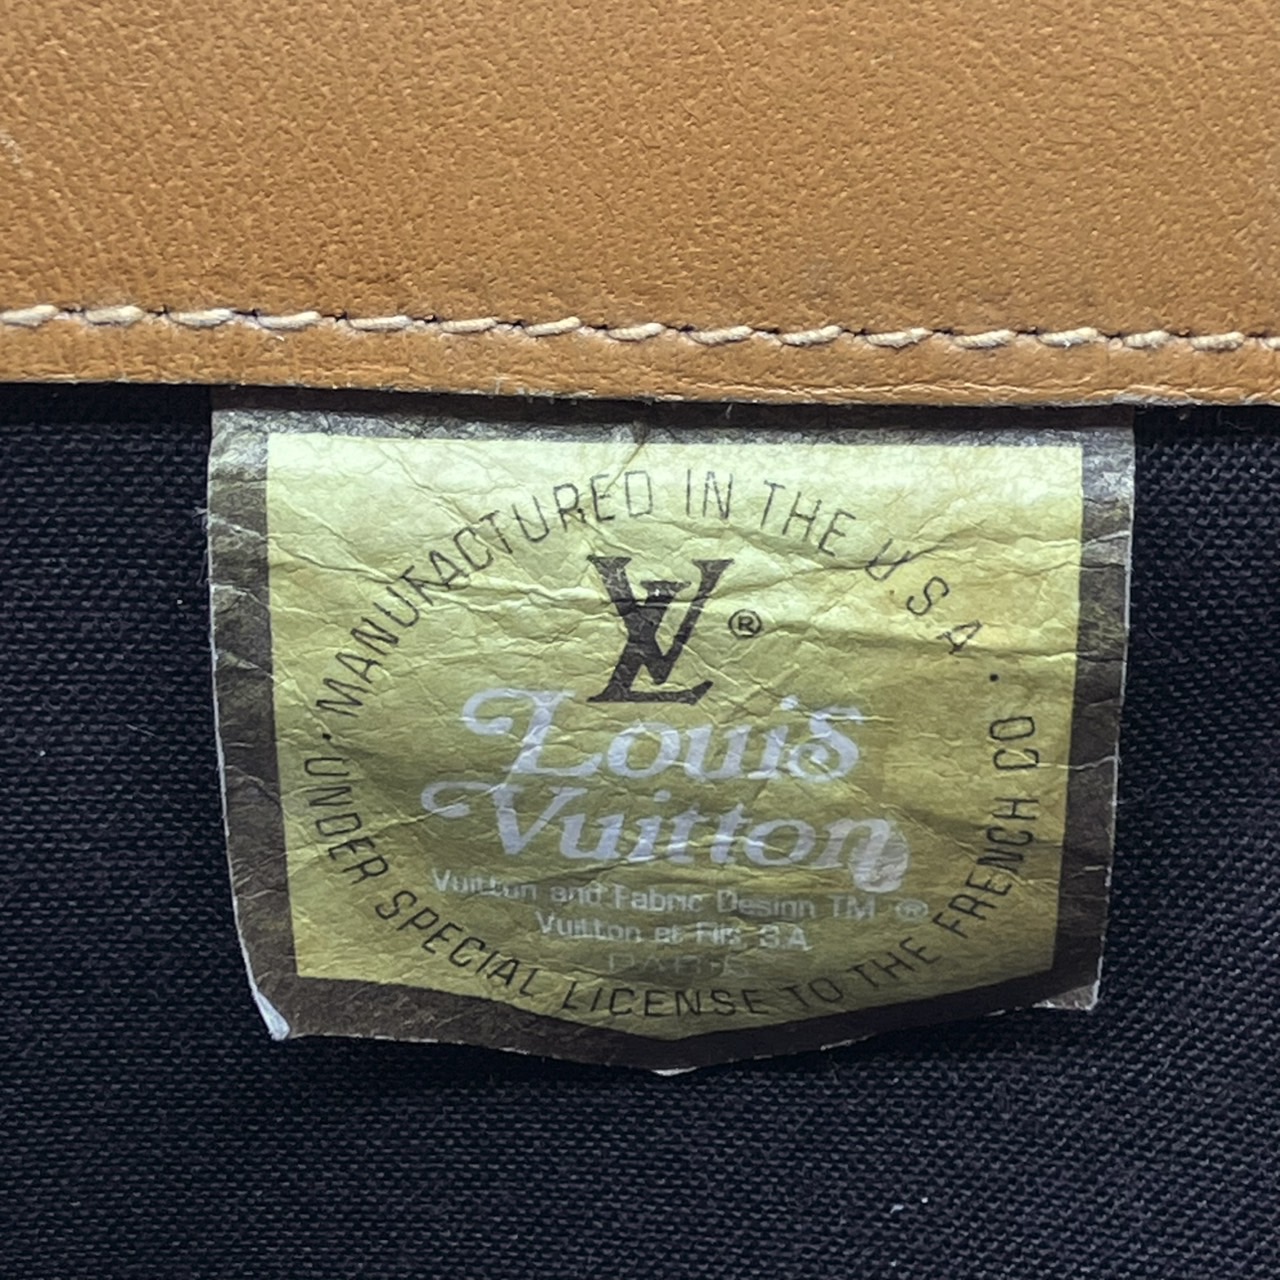 · MANUFACTURED IN THE U.S.A. ·
LV ®
Louis
Vuitton
Vuitton and Fabric Design TM ®
Vuitton et Fils S.A.
PARIS
UNDER SPECIAL LICENSE TO THE FRENCH CO